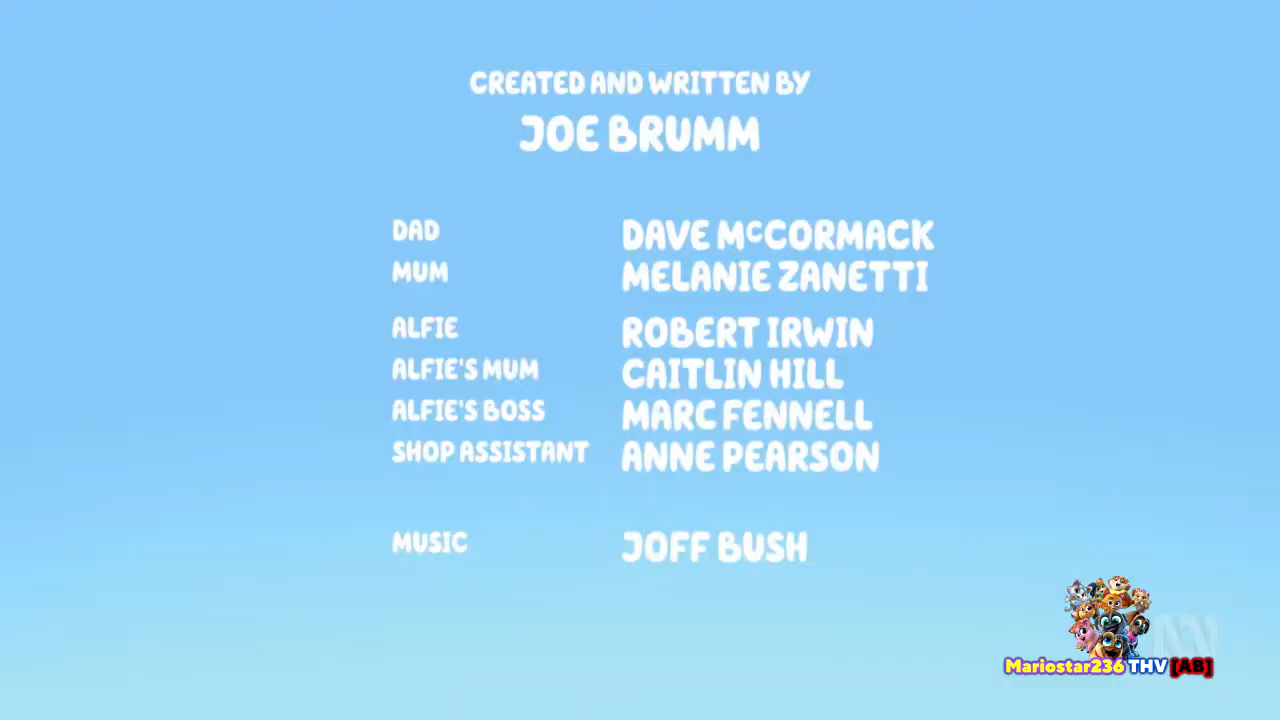 CREATED AND WRITTEN BY
JOE BRUMM
DAD DAVE MCCORMACK
MUM MELANIE ZANETTI
ALFIE ROBERT IRWIN
ALFIE'S MUM CAITLIN HILL
ALFIE'S BOSS MARC FENNELL
SHOP ASSISTANT ANNE PEARSON
MUSIC JOFF BUSH
Mariostar236 THV [AB]